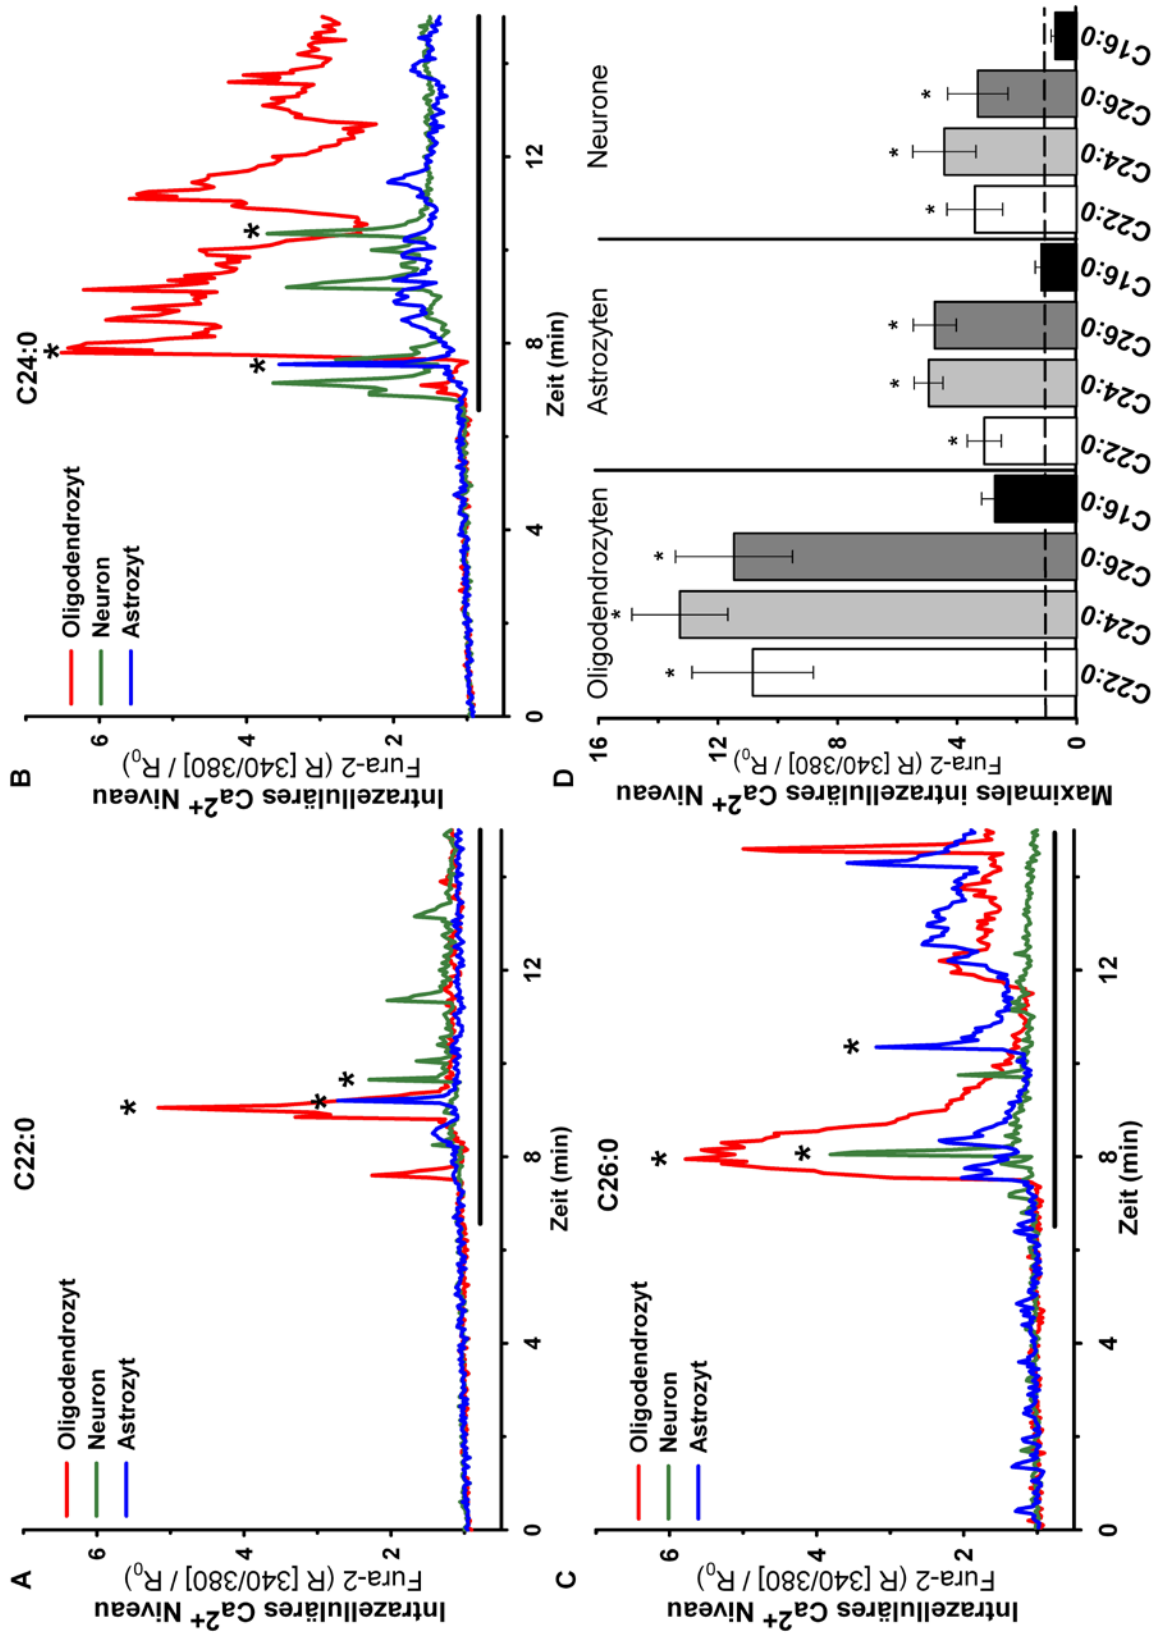 A
C22:0
Oligodendrozyt
Neuron
Astrozyt
Intrazelluläres Ca2+ Niveau
Fura-2 (R [340/380] / R0)
6
4
2
0
4
8
12
Zeit (min)
*
*
*
B
C24:0
Oligodendrozyt
Neuron
Astrozyt
Intrazelluläres Ca2+ Niveau
Fura-2 (R [340/380] / R0)
6
4
2
0
4
8
12
Zeit (min)
*
*
*
C
C26:0
Oligodendrozyt
Neuron
Astrozyt
Intrazelluläres Ca2+ Niveau
Fura-2 (R [340/380] / R0)
6
4
2
0
4
8
12
Zeit (min)
*
*
*
D
Oligodendrozyten
Astrozyten
Neurone
Maximales intrazelluläres Ca2+ Niveau
Fura-2 (R [340/380] / R0)
16
12
8
4
0
*
*
*
*
*
*
*
*
*
C22:0
C24:0
C26:0
C16:0
C22:0
C24:0
C26:0
C16:0
C22:0
C24:0
C26:0
C16:0